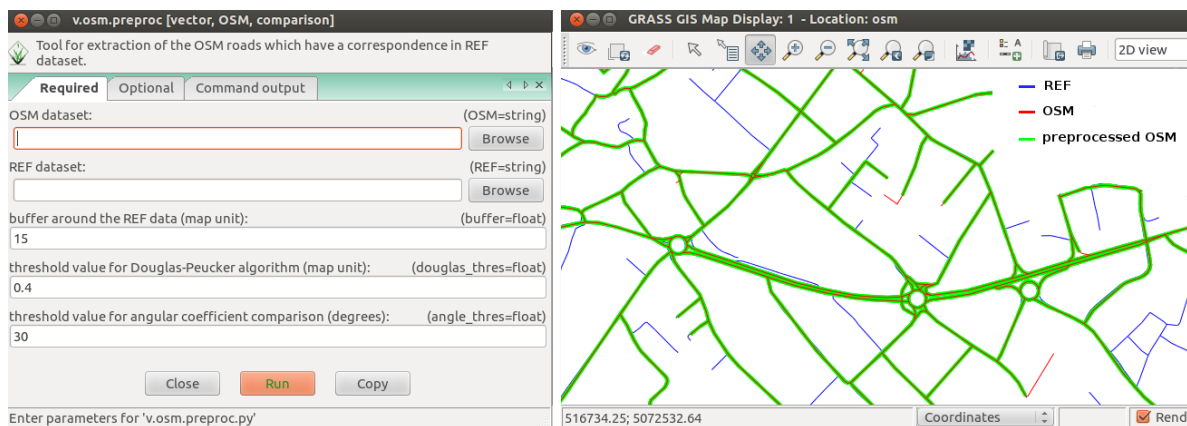 v.osm.preproc [vector, OSM, comparison]
Tool for extraction of the OSM roads which have a correspondence in REF
dataset.
Required
Optional
Command output
OSM dataset:
(OSM=string)
Browse
REF dataset:
(REF=string)
Browse
buffer around the REF data (map unit):
(buffer=float)
15
threshold value for Douglas-Peucker algorithm (map unit):
(douglas_thres=float)
0.4
threshold value for angular coefficient comparison (degrees):
(angle_thres=float)
30
Close
Run
Copy
Enter parameters for 'v.osm.preproc.py'
GRASS GIS Map Display: 1 - Location: osm
2D view
REF
OSM
preprocessed OSM
516734.25; 5072532.64
Coordinates
Rend